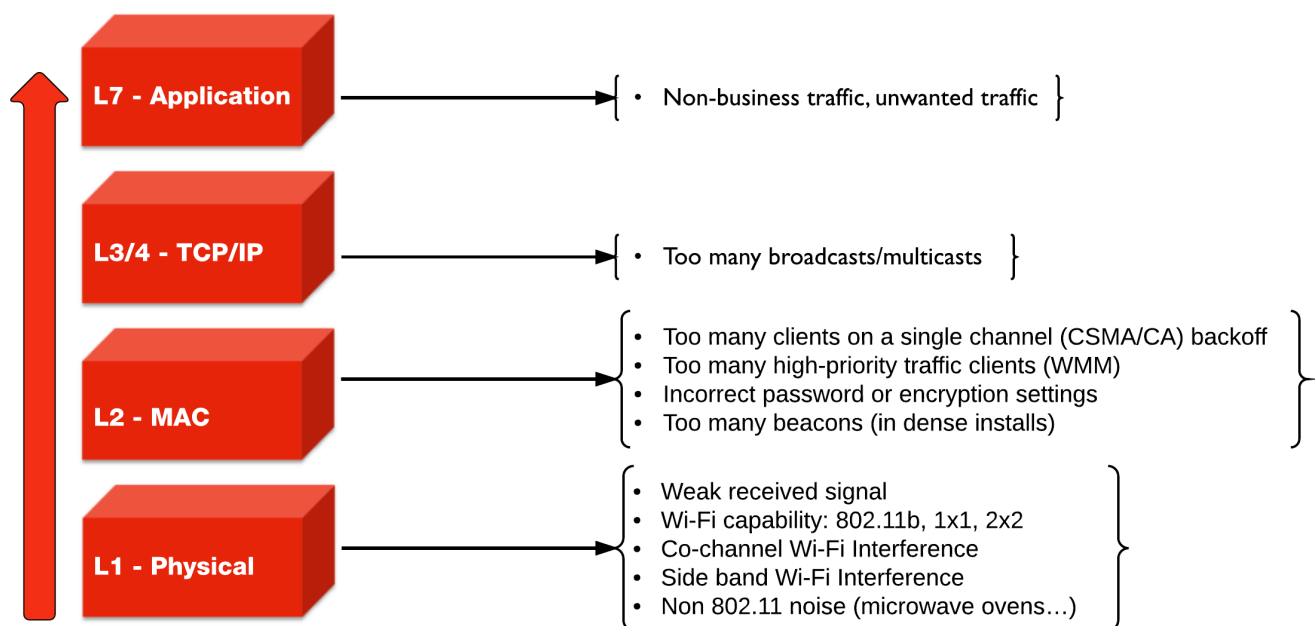 L7 - Application
• Non-business traffic, unwanted traffic
L3/4 - TCP/IP
• Too many broadcasts/multicasts
L2 - MAC
• Too many clients on a single channel (CSMA/CA) backoff
• Too many high-priority traffic clients (WMM)
• Incorrect password or encryption settings
• Too many beacons (in dense installs)
L1 - Physical
• Weak received signal
• Wi-Fi capability: 802.11b, 1x1, 2x2
• Co-channel Wi-Fi Interference
• Side band Wi-Fi Interference
• Non 802.11 noise (microwave ovens…)